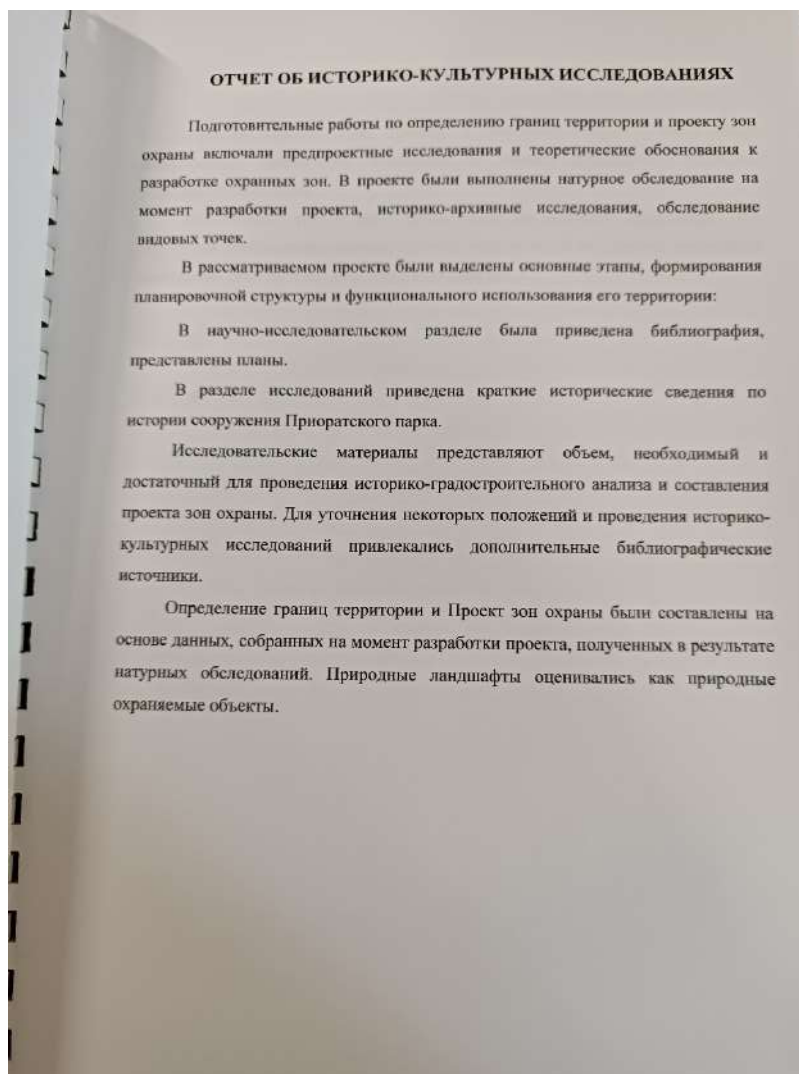 ОТЧЕТ ОБ ИСТОРИКО-КУЛЬТУРНЫХ ИССЛЕДОВАНИЯХ
Подготовительные работы по определению границ территории и проекту зон
охраны включали предпроектные исследования и теоретические обоснования к
разработке охранных зон. В проекте были выполнены натурное обследование на
момент разработки проекта, историко-архивные исследования, обследование
видовых точек.
В рассматриваемом проекте были выделены основные этапы, формирования
планировочной структуры и функционального использования его территории:
В научно-исследовательском разделе была приведена библиография,
представлены планы.
В разделе исследований приведена краткие исторические сведения по
истории сооружения Приоратского парка.
Исследовательские материалы представляют объем, необходимый и
достаточный для проведения историко-градостроительного анализа и составления
проекта зон охраны. Для уточнения некоторых положений и проведения историко-
культурных исследований привлекались дополнительные библиографические
источники.
Определение границ территории и Проект зон охраны были составлены на
основе данных, собранных на момент разработки проекта, полученных в результате
натурных обследований. Природные ландшафты оценивались как природные
охраняемые объекты.